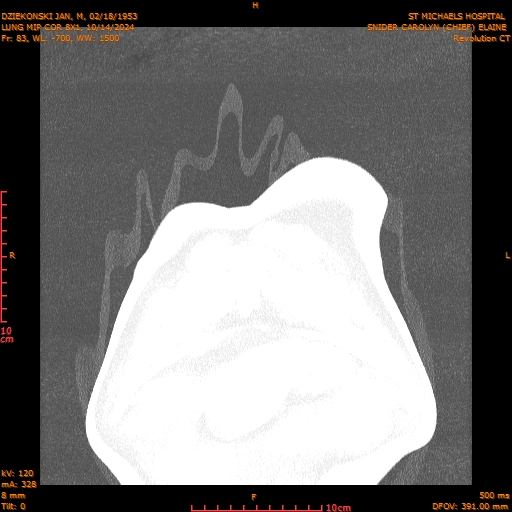 H
DZIEKONSKI JAN, M, 02/18/1953
LUNG MIP COR 8X1, 10/14/2024
Fr: 83, WL: -700, WW: 1500
ST MICHAELS HOSPITAL
SNIDER CAROLYN (CHIEF) ELAINE
Revolution CT
R
L
10
cm
kV: 120
mA: 328
8 mm
Tilt: 0
F
10cm
500 ms
DFOV: 391.00 mm